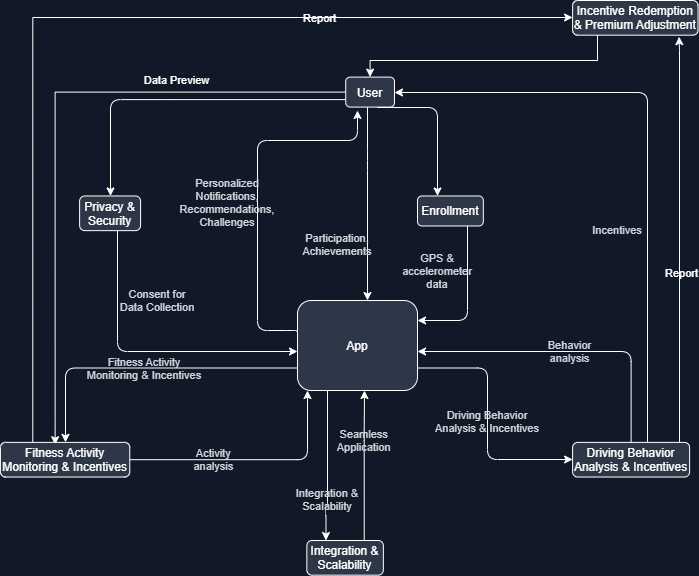 Incentive Redemption
& Premium Adjustment
Report
Data Preview
User
Personalized
Notifications,
Recommendations,
Challenges
Privacy &
Security
Enrollment
Participation,
Achievements
GPS &
accelerometer
data
Incentives
Report
Consent for
Data Collection
App
Behavior
analysis
Fitness Activity
Monitoring & Incentives
Driving Behavior
Analysis & Incentives
Seamless
Application
Fitness Activity
Monitoring & Incentives
Activity
analysis
Driving Behavior
Analysis & Incentives
Integration &
Scalability
Integration &
Scalability